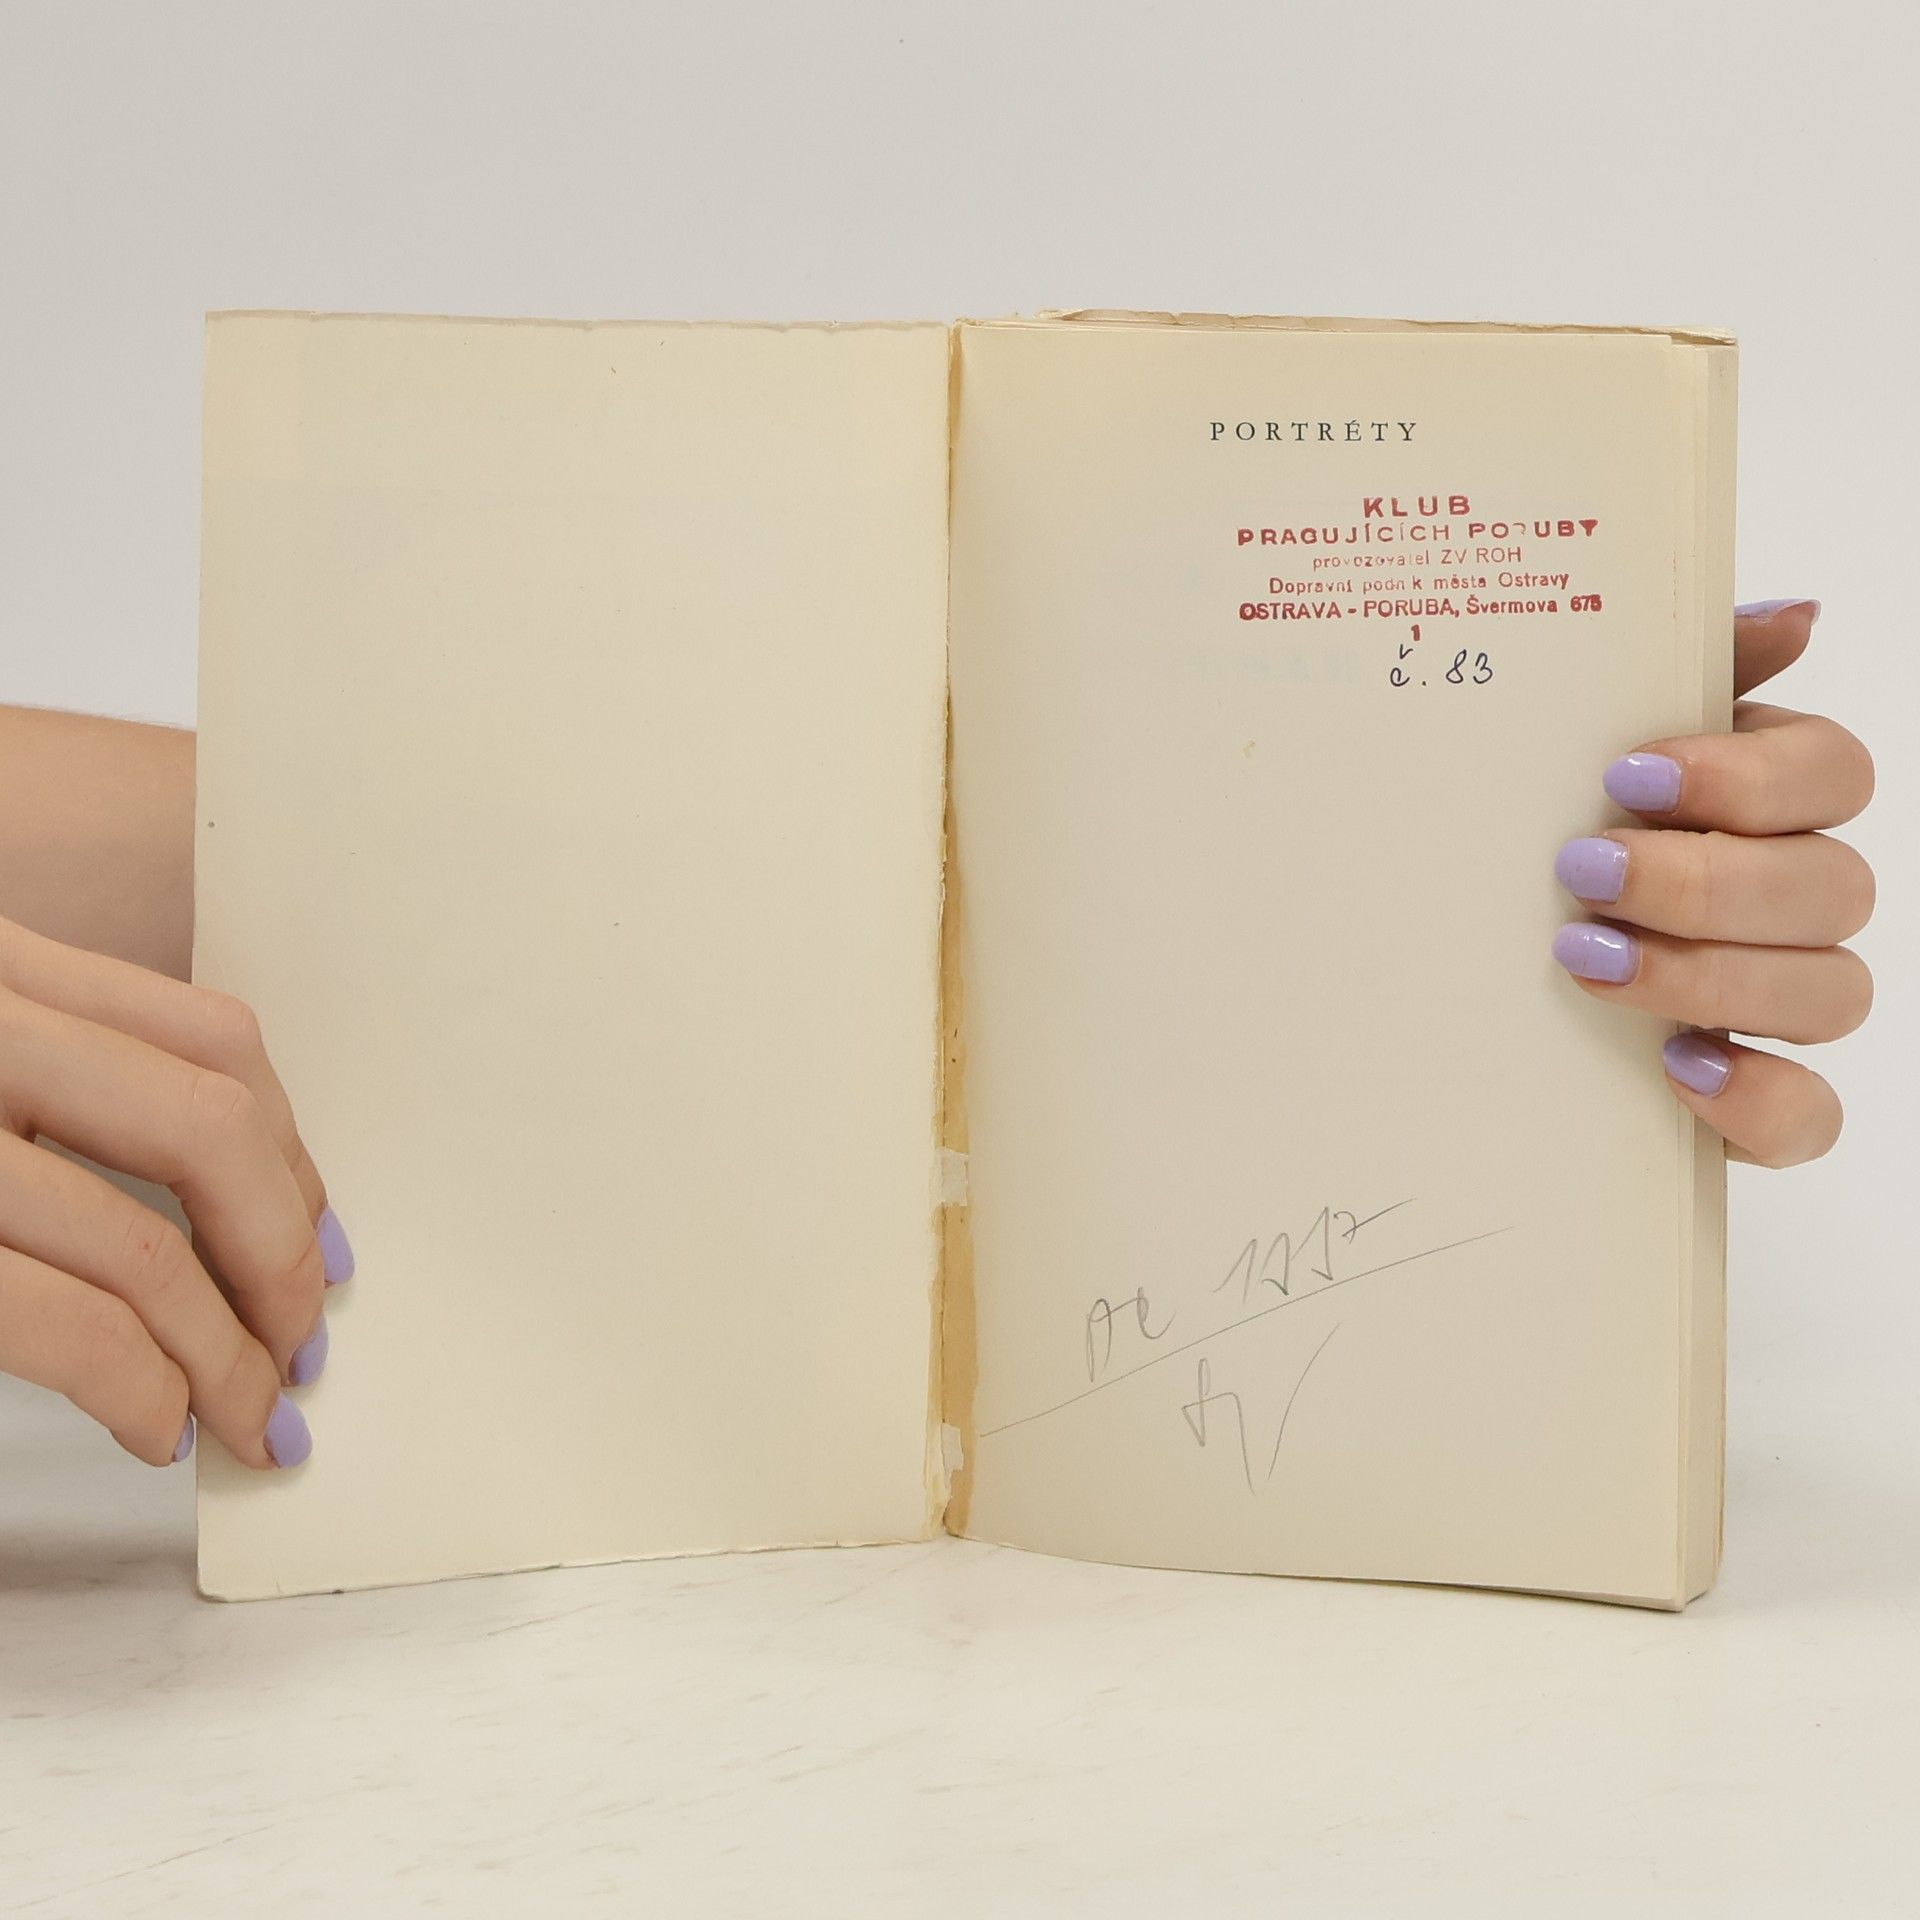 PORTRÉTY
KLUB
PRACUJÍCÍCH PORUBY
provozovatel ZV ROH
Dopravní podnik města Ostravy
OSTRAVA - PORUBA, Švermova 675
1
č. 83